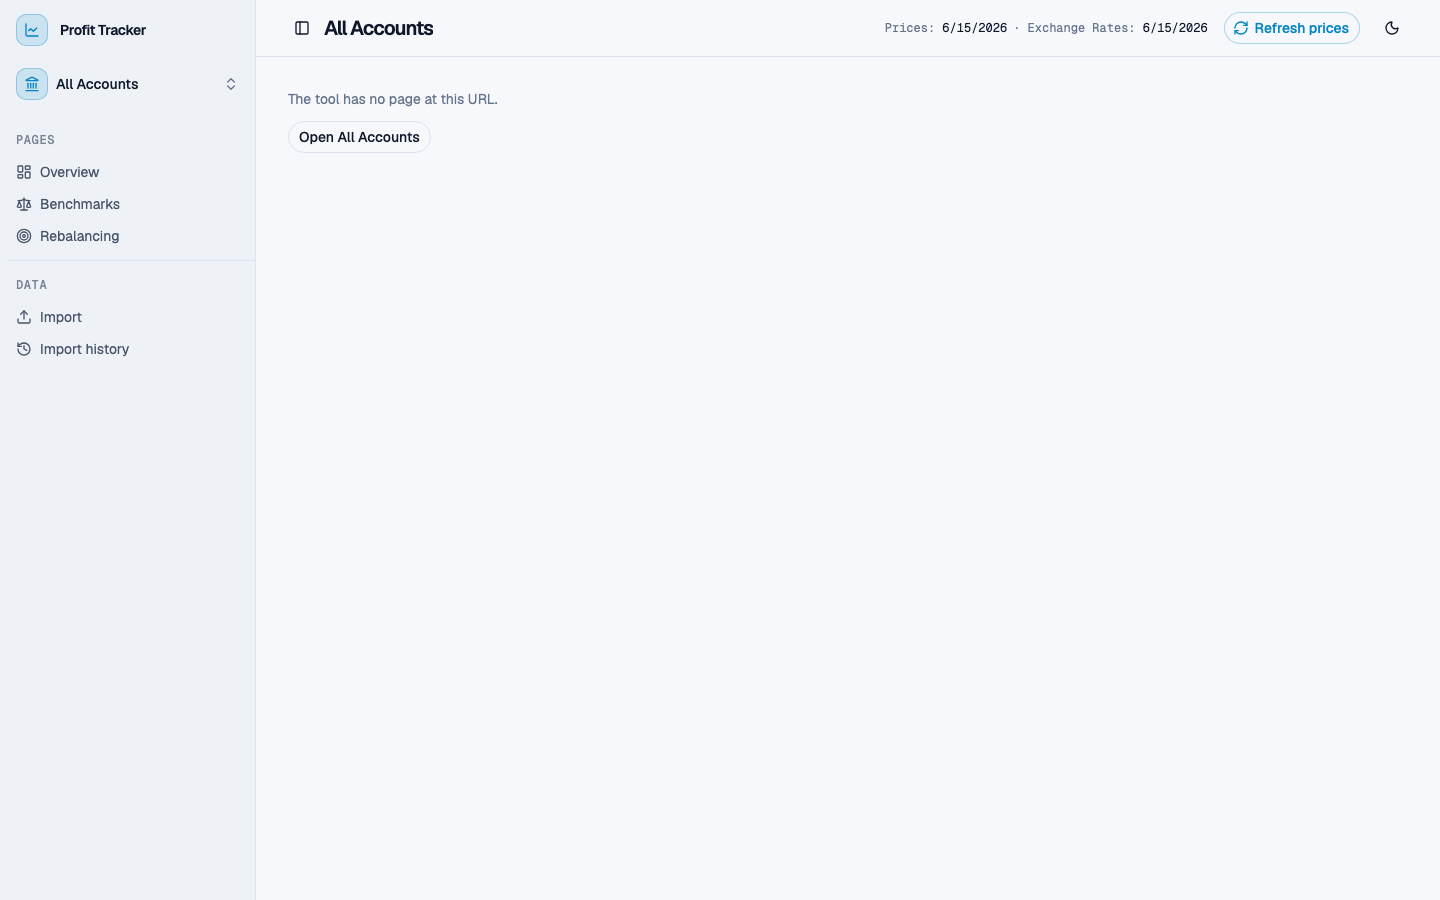 Profit Tracker
All Accounts
PAGES
Overview
Benchmarks
Rebalancing
DATA
Import
Import history
All Accounts
Prices: 6/15/2026 · Exchange Rates: 6/15/2026
Refresh prices
The tool has no page at this URL.
Open All Accounts